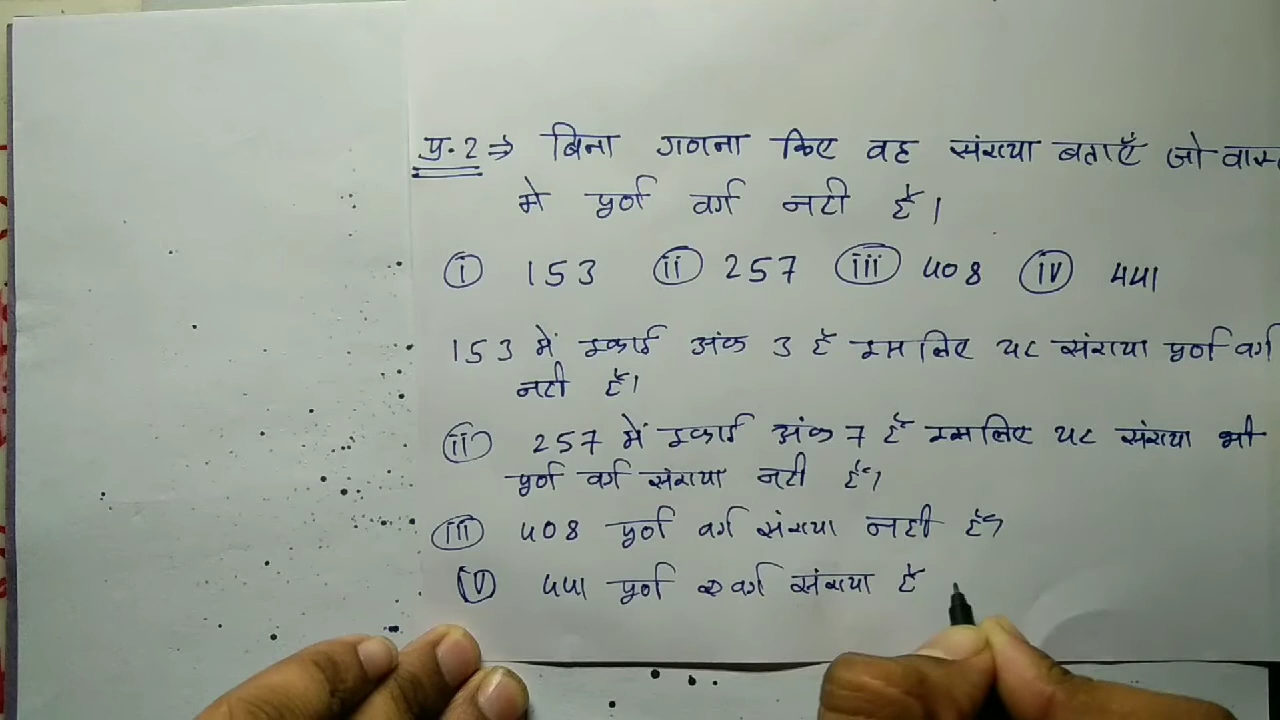 प्र.2⇒ बिना गणना किए वह संख्या बताएँ जो
में पूर्ण वर्ग नही है।
(i) 153 (ii) 257 (iii) 408 (iv) 441
153 में इकाई अंक 3 है इसलिए यह संख्या पूर्ण वर्ग
नही है।
(ii) 257 में इकाई अंक 7 है इसलिए यह संख्या भी
पूर्ण वर्ग संख्या नही है।
(iii) 408 पूर्ण वर्ग संख्या नही है।
(iv) 441 पूर्ण वर्ग संख्या है